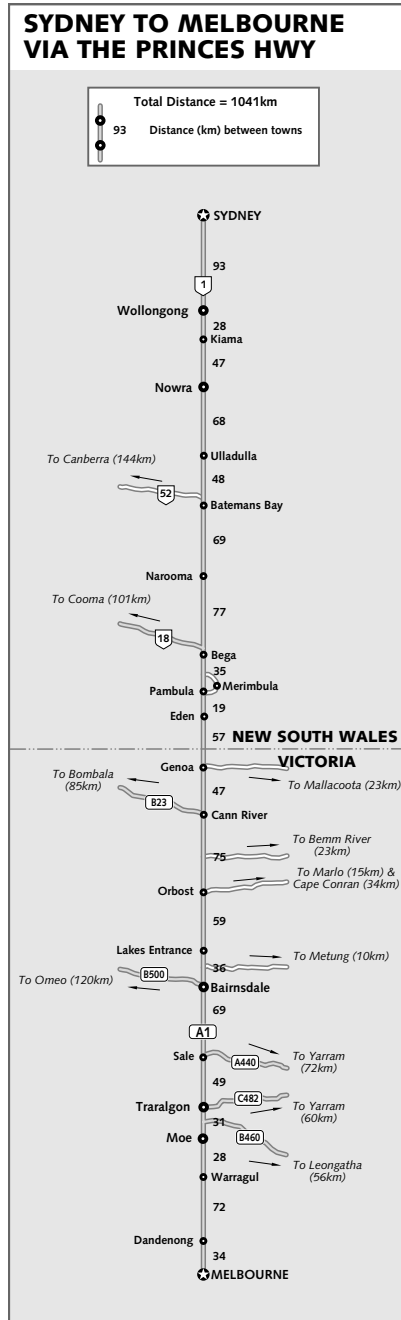 SYDNEY TO MELBOURNE
VIA THE PRINCES HWY
Total Distance = 1041km
93 Distance (km) between towns
SYDNEY
93
1
Wollongong
28
Kiama
47
Nowra
68
Ulladulla
To Canberra (144km)
48
52
Batemans Bay
69
Narooma
77
To Cooma (101km)
18
Bega
35
Merimbula
Pambula
19
Eden
57
NEW SOUTH WALES
VICTORIA
Genoa
To Bombala
(85km)
To Mallacoota (23km)
47
B23
Cann River
To Bemm River
(23km)
75
To Marlo (15km) &
Cape Conran (34km)
Orbost
59
Lakes Entrance
To Metung (10km)
36
B500
To Omeo (120km)
Bairnsdale
69
A1
Sale
A440
To Yarram
(72km)
49
C482
Traralgon
To Yarram
(60km)
31
Moe
B460
28
To Leongatha
(56km)
Warragul
72
Dandenong
34
MELBOURNE